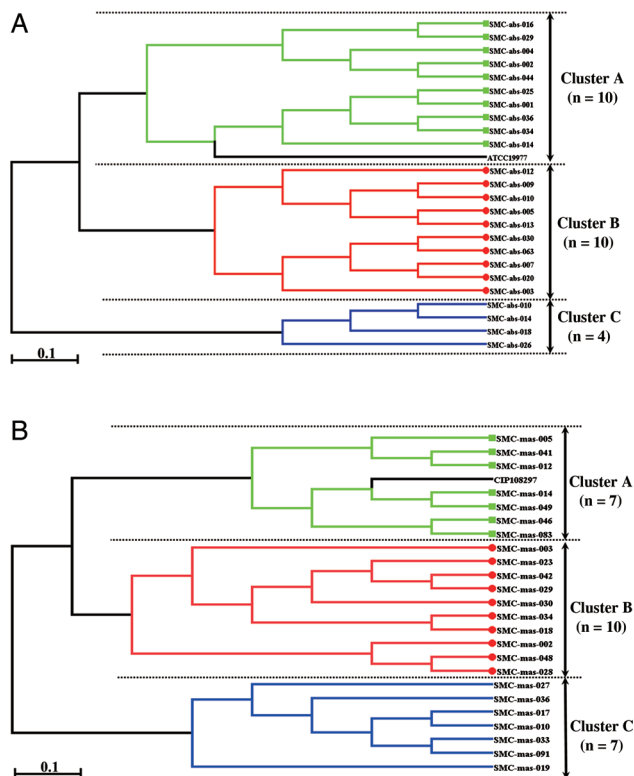 A
SMC-abs-016
SMC-abs-029
SMC-abs-004
SMC-abs-002
SMC-abs-044
SMC-abs-025
SMC-abs-001
SMC-abs-036
SMC-abs-034
SMC-abs-014
ATCC19977
Cluster A
(n = 10)
SMC-abs-012
SMC-abs-009
SMC-abs-010
SMC-abs-005
SMC-abs-013
SMC-abs-030
SMC-abs-063
SMC-abs-007
SMC-abs-020
SMC-abs-003
Cluster B
(n = 10)
SMC-abs-010
SMC-abs-014
SMC-abs-018
SMC-abs-026
Cluster C
(n = 4)
0.1
B
SMC-mas-005
SMC-mas-041
SMC-mas-012
CIP108297
SMC-mas-014
SMC-mas-049
SMC-mas-046
SMC-mas-083
Cluster A
(n = 7)
SMC-mas-003
SMC-mas-023
SMC-mas-042
SMC-mas-029
SMC-mas-030
SMC-mas-034
SMC-mas-018
SMC-mas-002
SMC-mas-048
SMC-mas-028
Cluster B
(n = 10)
SMC-mas-027
SMC-mas-036
SMC-mas-017
SMC-mas-010
SMC-mas-033
SMC-mas-091
SMC-mas-019
Cluster C
(n = 7)
0.1